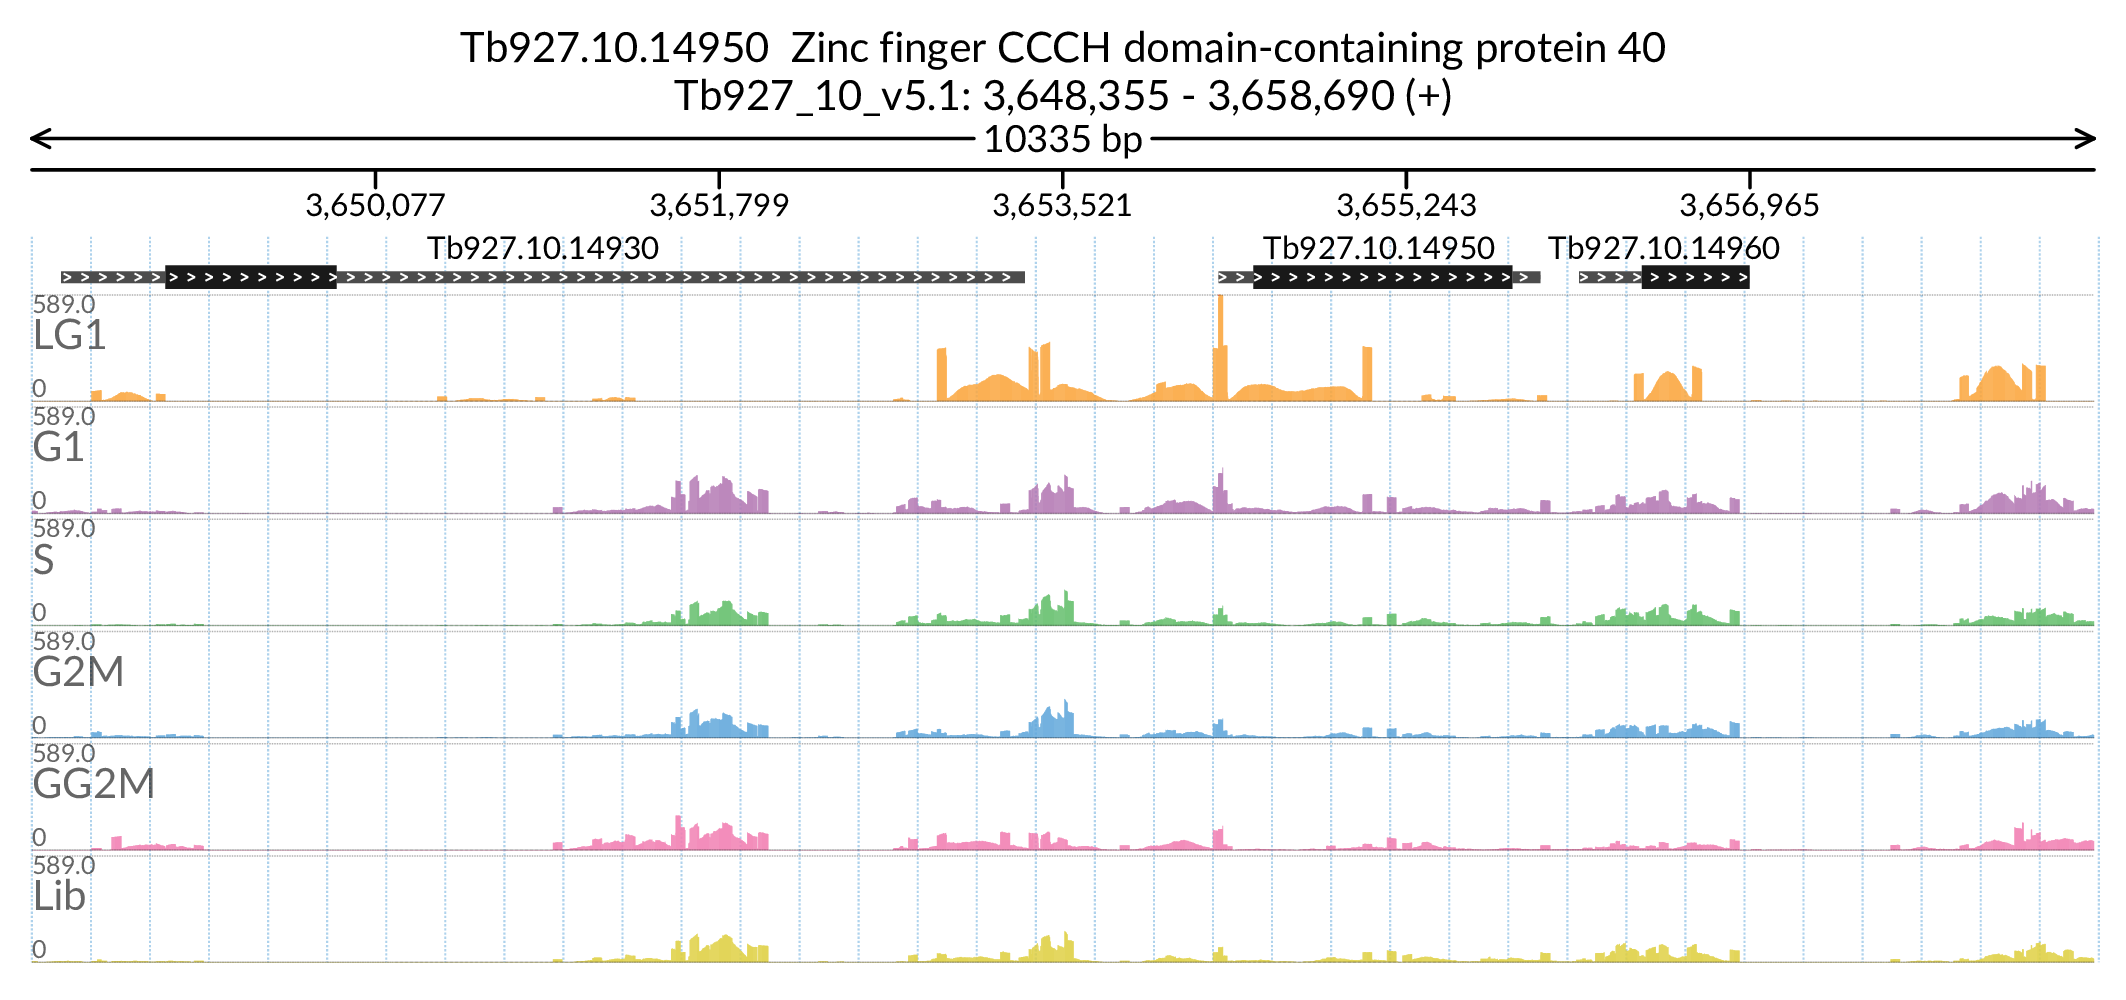 Tb927.10.14950 Zinc finger CCCH domain-containing protein 40
Tb927_10_v5.1: 3,648,355 - 3,658,690 (+)
10335 bp
3,650,077 3,651,799 3,653,521 3,655,243 3,656,965
Tb927.10.14930 Tb927.10.14950 Tb927.10.14960
589.0
LG1
0
589.0
G1
0
589.0
S
0
589.0
G2M
0
589.0
GG2M
0
589.0
Lib
0